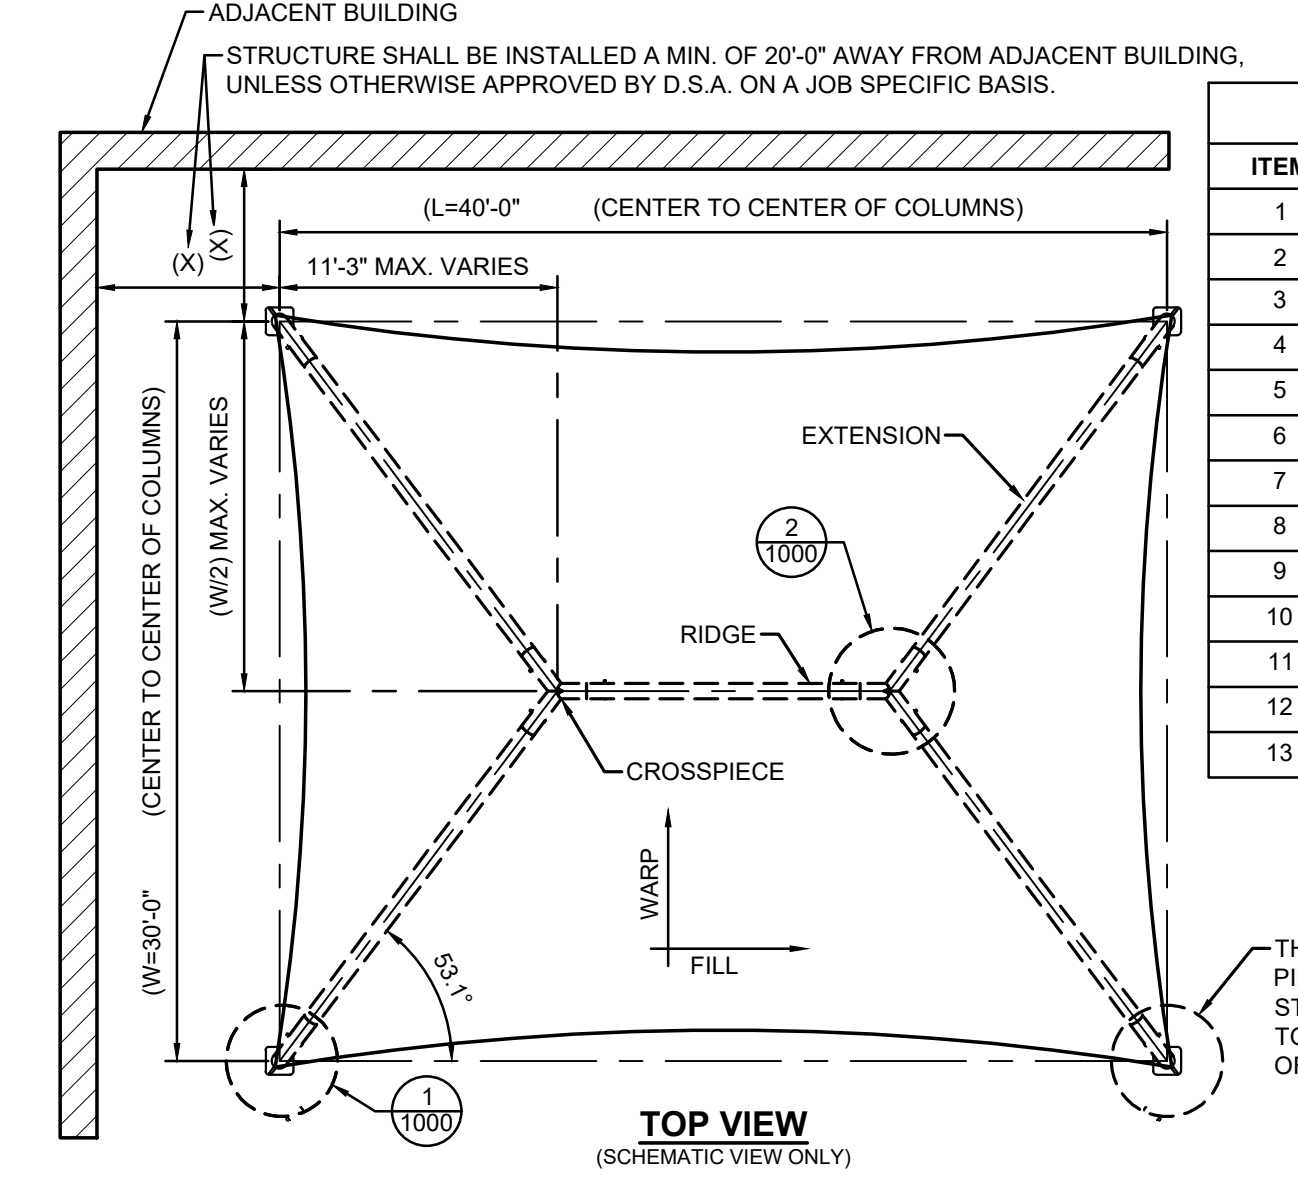 ADJACENT BUILDING
STRUCTURE SHALL BE INSTALLED A MIN. OF 20'-0" AWAY FROM ADJACENT BUILDING,
UNLESS OTHERWISE APPROVED BY D.S.A. ON A JOB SPECIFIC BASIS.
(L=40'-0" (CENTER TO CENTER OF COLUMNS)
(X)
(X)
11'-3" MAX. VARIES
(CENTER TO CENTER OF COLUMNS)
(W=30'-0"
(W/2) MAX. VARIES
EXTENSION
2
1000
RIDGE
CROSSPIECE
WARP
FILL
53.1°
1
1000
TOP VIEW
(SCHEMATIC VIEW ONLY)
ITEM
1
2
3
4
5
6
7
8
9
10
11
12
13